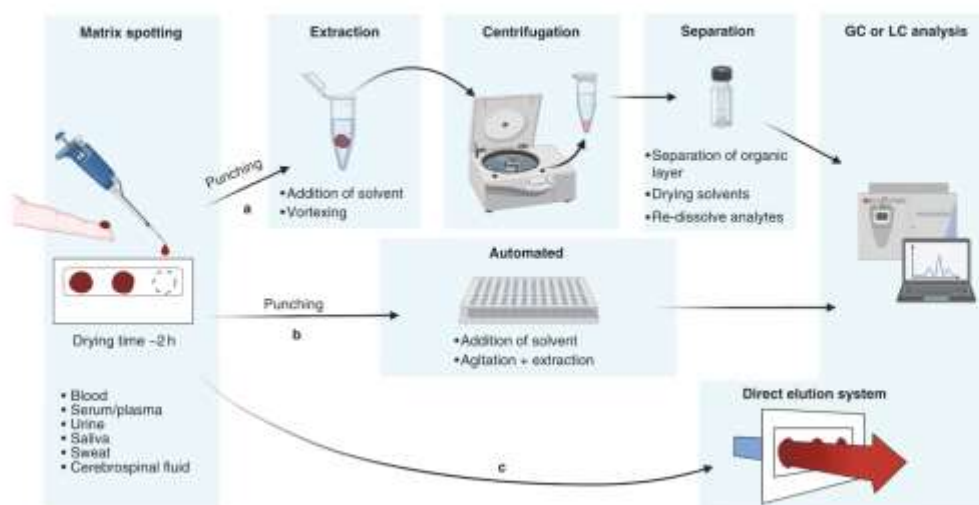 Matrix spotting
Extraction
Centrifugation
Separation
GC or LC analysis
Punching
a
• Addition of solvent
• Vortexing
• Separation of organic
layer
• Drying solvents
• Re-dissolve analytes
Automated
Punching
b
• Addition of solvent
• Agitation + extraction
Drying time ~2 h
• Blood
• Serum/plasma
• Urine
• Saliva
• Sweat
• Cerebrospinal fluid
Direct elution system
c